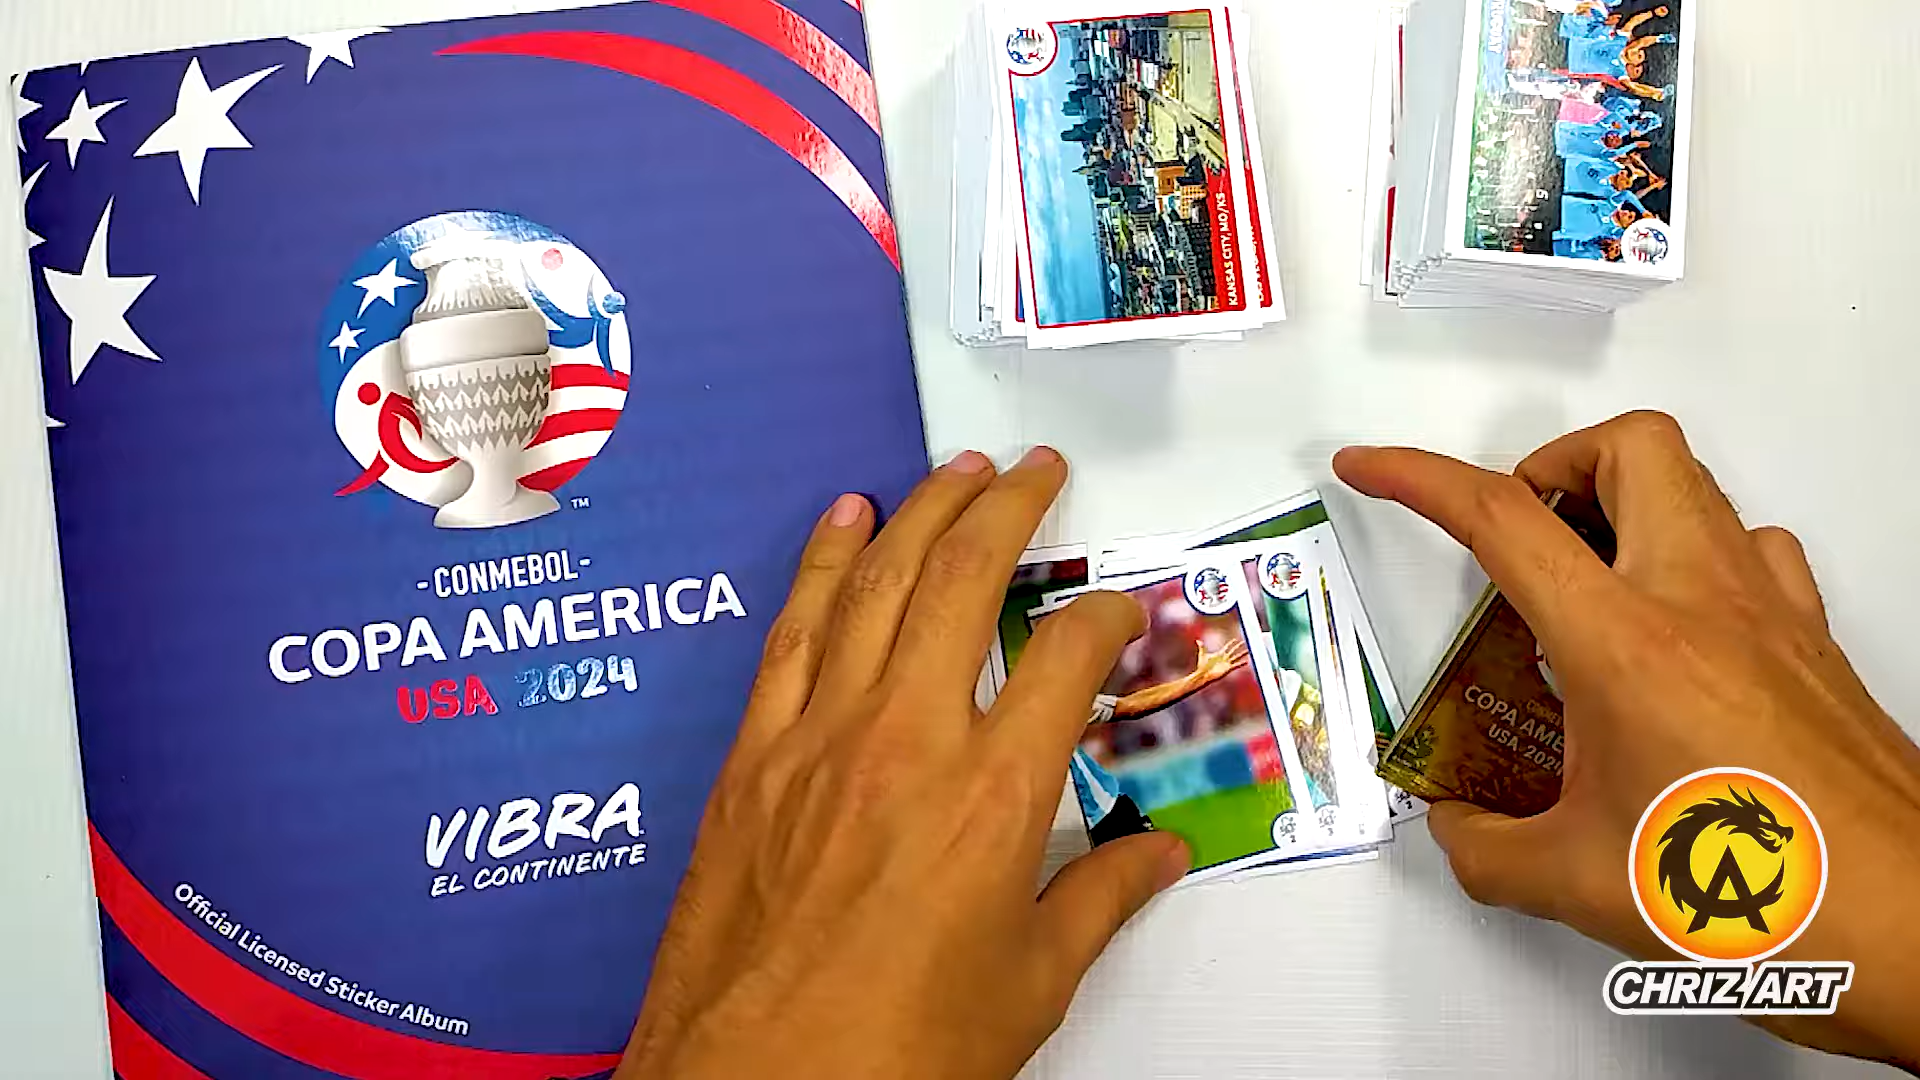 -CONMEBOL-
COPA AMERICA
USA 2024
TM
VIBRA
EL CONTINENTE
Official Licensed Sticker Album
KANSAS CITY, MO/KS
COPA AME
USA 2024
CHRIZ ART